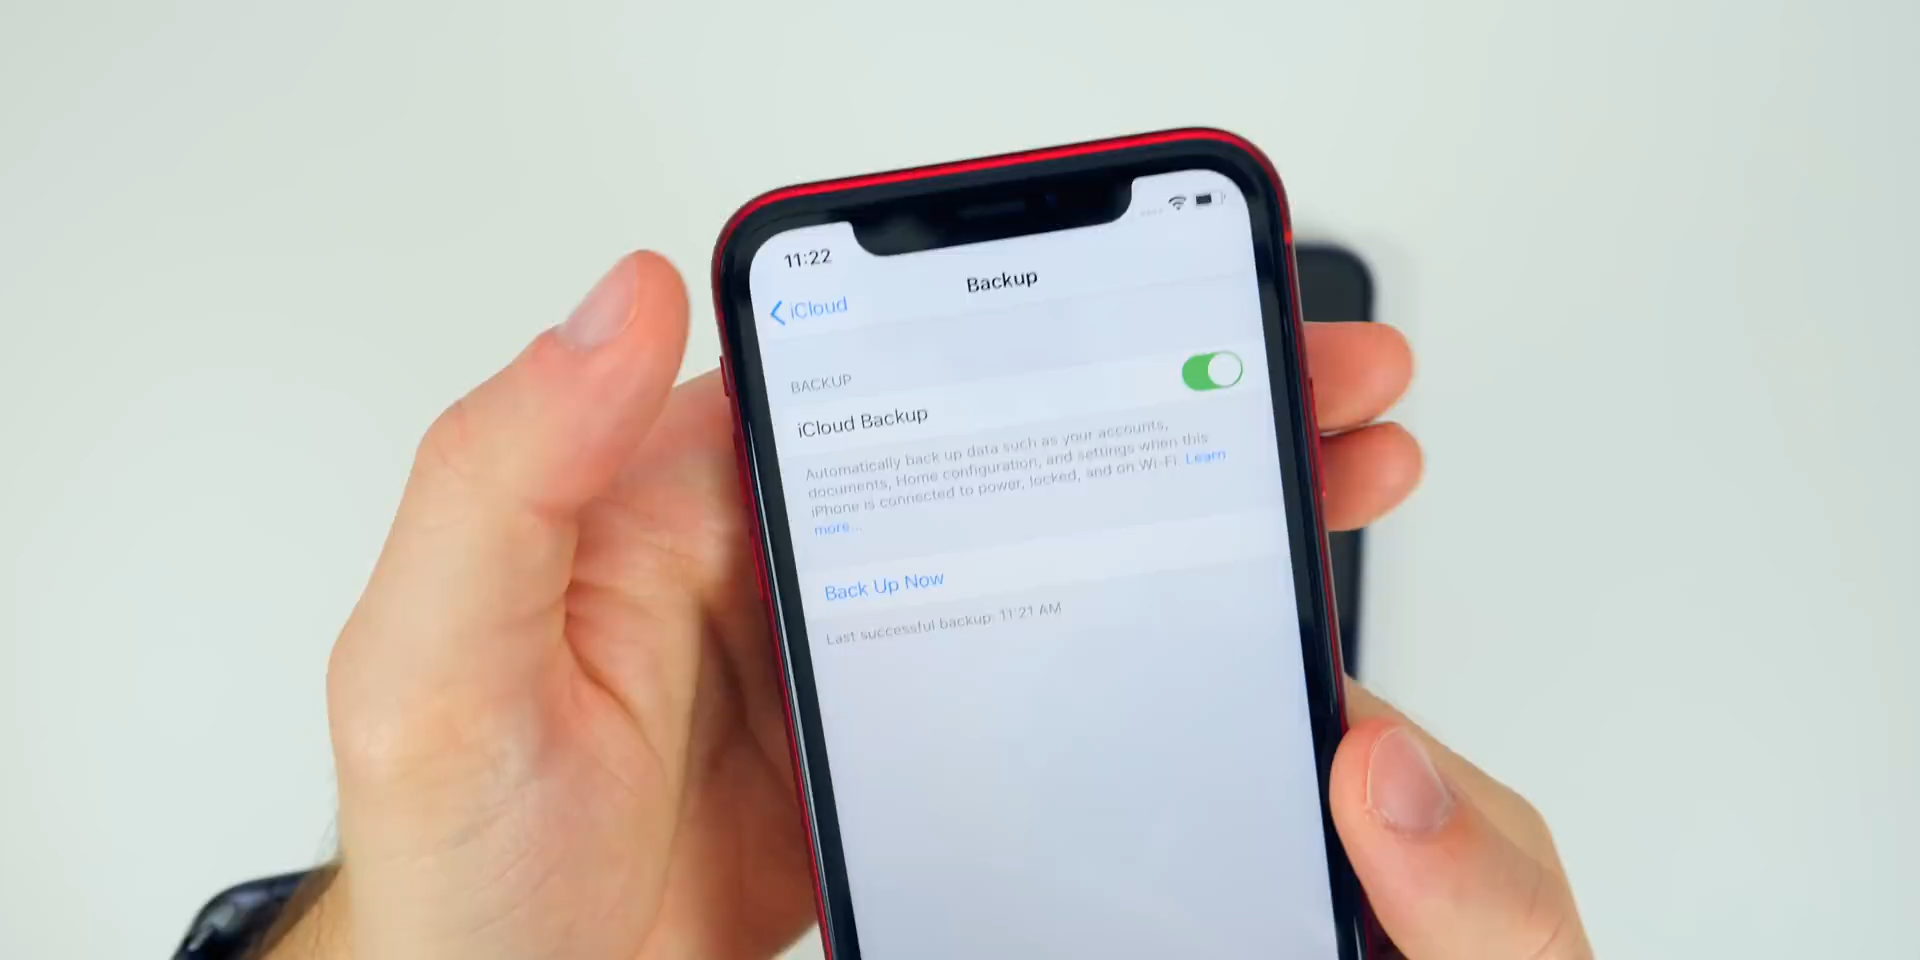 11:22
iCloud
Backup
BACKUP
iCloud Backup
Automatically back up data such as your accounts,
documents, Home configuration, and settings when this
iPhone is connected to power, locked, and on Wi-Fi. Learn
more...
Back Up Now
Last successful backup: 11:21 AM